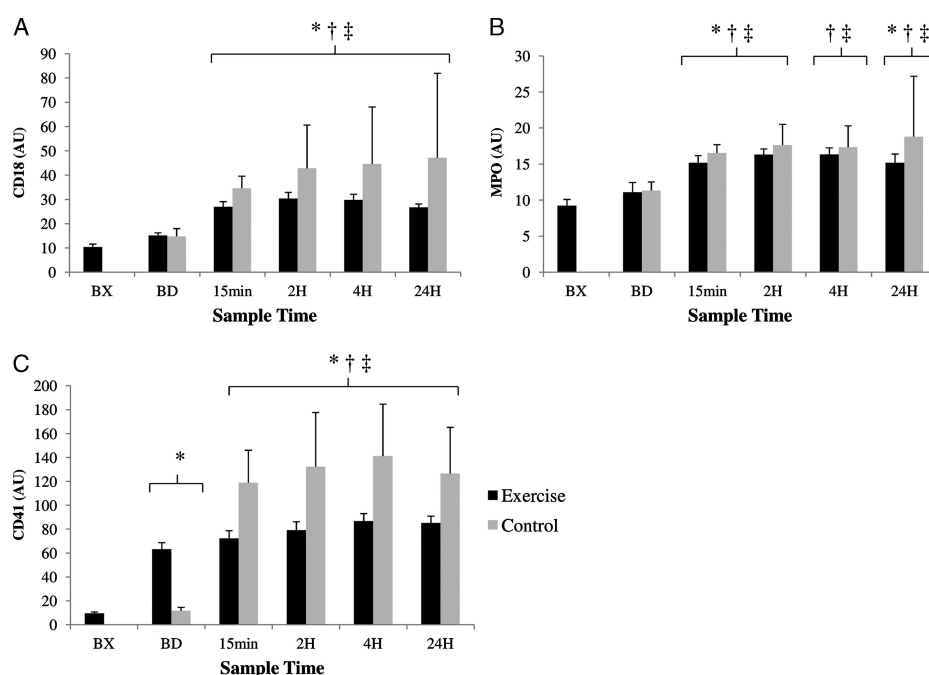 A
* † ‡
90
80
70
60
50
40
30
20
10
0
CD18 (AU)
BX BD 15min 2H 4H 24H
Sample Time
B
* † ‡ † ‡ * † ‡
30
25
20
15
10
5
0
MPO (AU)
BX BD 15min 2H 4H 24H
Sample Time
C
* † ‡
*
200
180
160
140
120
100
80
60
40
20
0
CD41 (AU)
BX BD 15min 2H 4H 24H
Sample Time
Exercise
Control